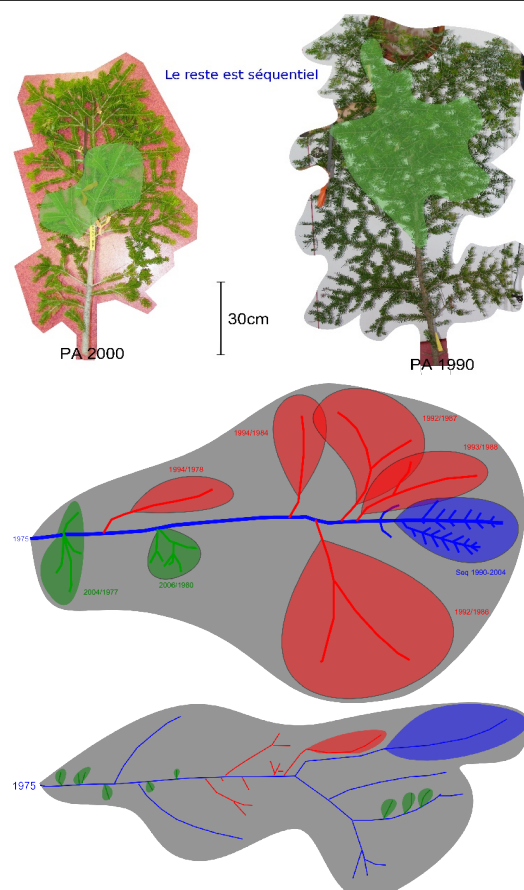 Le reste est séquentiel
30cm
PA 2000
PA 1990
1992/1987
1994/1984
1993/1988
1994/1978
1975
Seq 1990-2004
2004/1977
2006/1980
1992/1986
1975